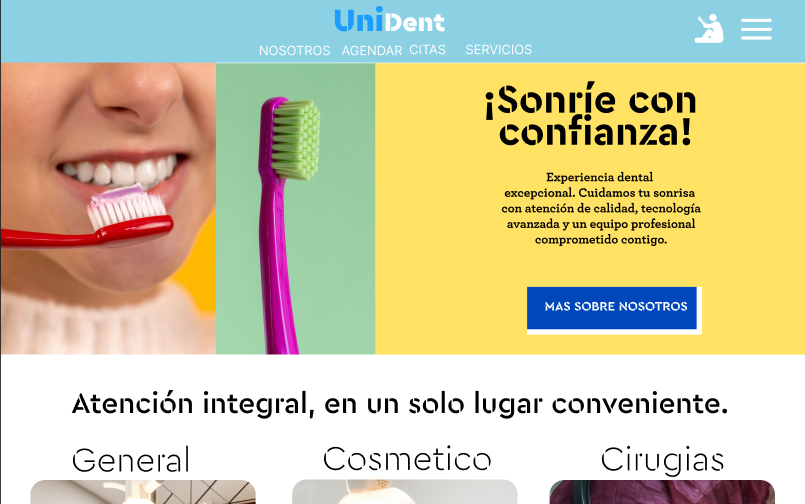 UniDent
NOSOTROS AGENDAR CITAS SERVICIOS
¡Sonríe con
confianza!
Experiencia dental
excepcional. Cuidamos tu sonrisa
con atención de calidad, tecnología
avanzada y un equipo profesional
comprometido contigo.
MAS SOBRE NOSOTROS
Atención integral, en un solo lugar conveniente.
General Cosmetico Cirugias